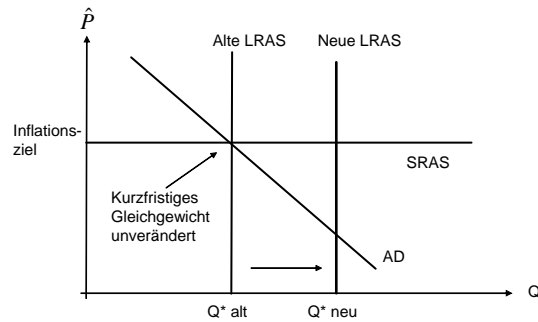 P̂
Alte LRAS
Neue LRAS
Inflations-
ziel
SRAS
Kurzfristiges
Gleichgewicht
unverändert
AD
Q* alt
Q* neu
Q